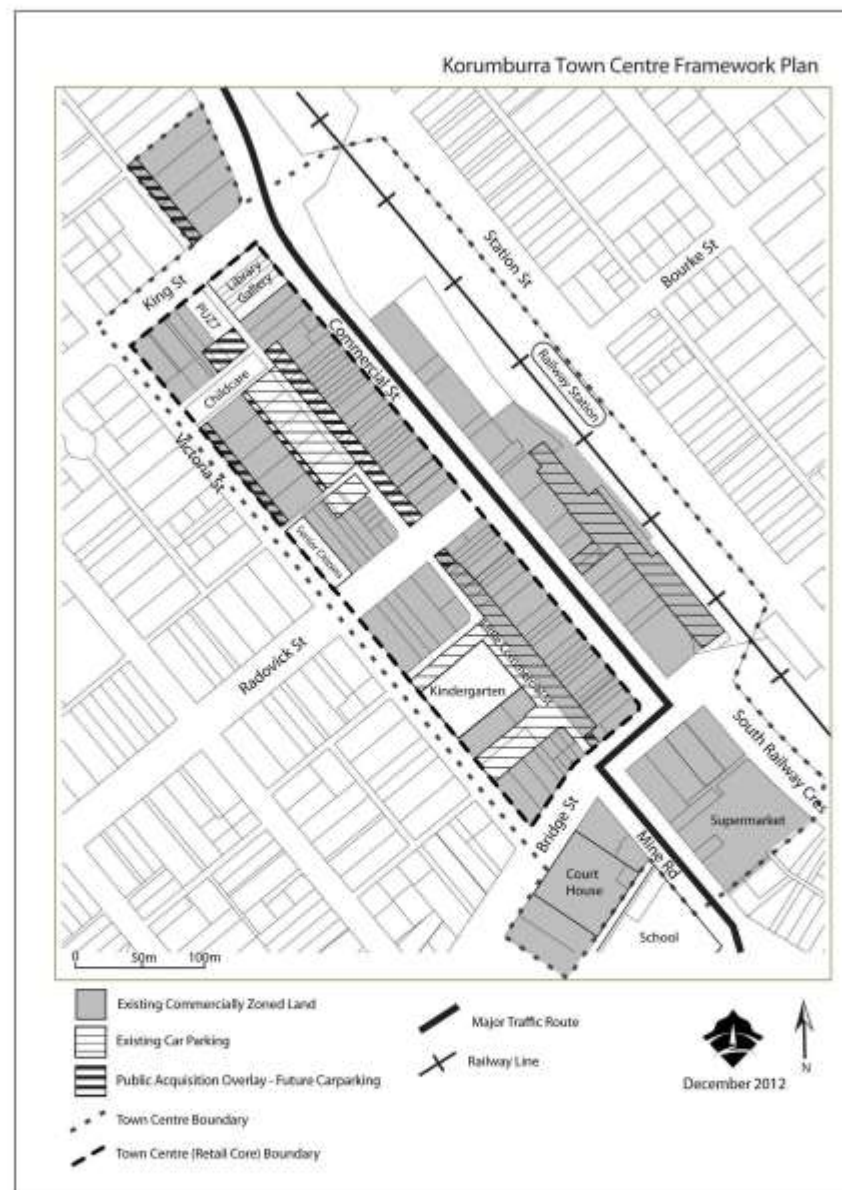 Korumburra Town Centre Framework Plan
Station St
Bourke St
King St
PUZ7
Library
Gallery
Commercial St
Railway Station
Childcare
Victoria St
Senior Citizens
Radovick St
Kindergarten
South Railway Cres
Bridge St
Supermarket
Mine Rd
Court
House
School
0 50m 100m
Existing Commercially Zoned Land
Existing Car Parking
Public Acquisition Overlay - Future Carparking
Town Centre Boundary
Town Centre (Retail Core) Boundary
Major Traffic Route
Railway Line
N
December 2012